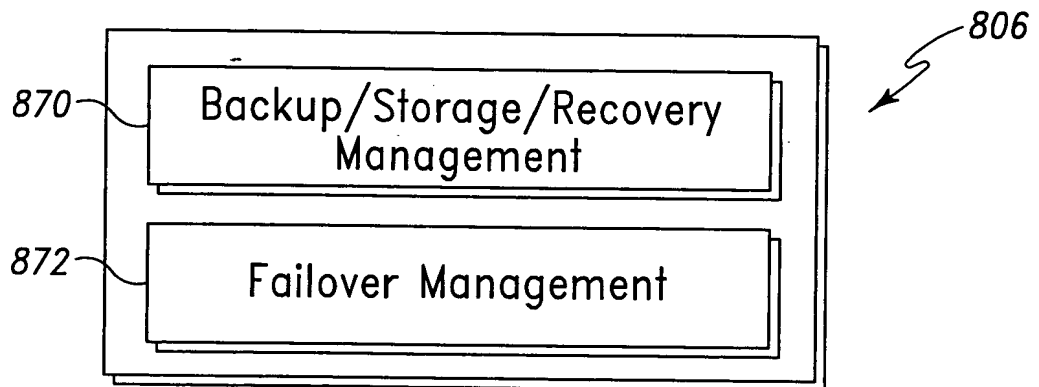 806
870
Backup/Storage/Recovery
Management
872
Failover Management